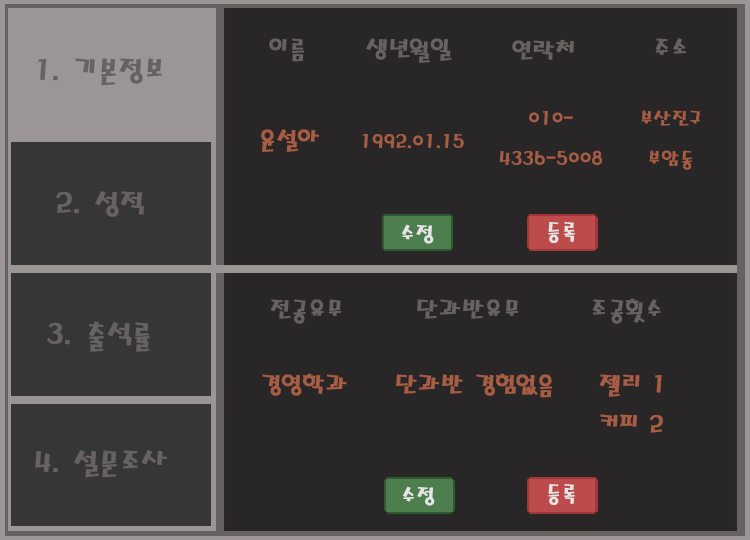 1. 기본정보
2. 성적
3. 출석률
4. 설문조사
이름 생년월일 연락처 주소
윤설아 1992.01.15 010-4336-5008 부산진구 부암동
수정 등록
전공유무 단과반유무 조공횟수
경영학과 단과반 경험없음 젤리 1
커피 2
수정 등록